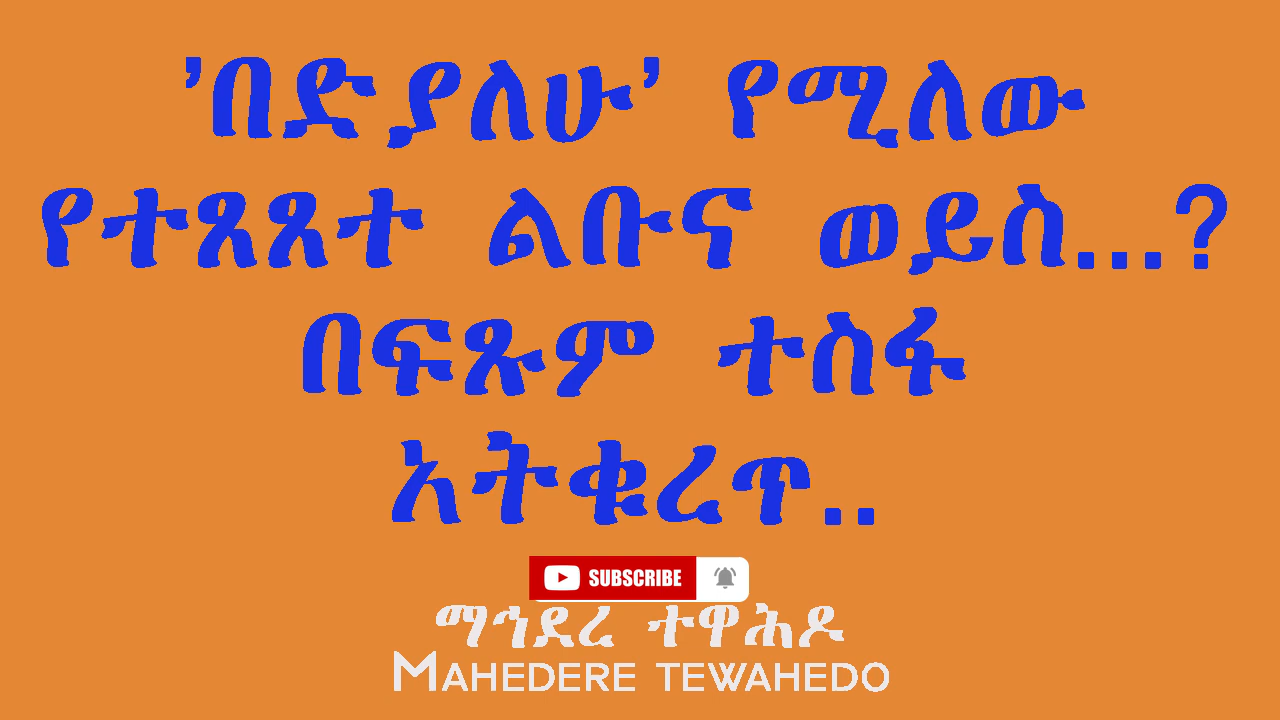 'በድያለሁ' የሚለው
የተጸጸተ ልቡና ወይስ...?
በፍጹም ተስፋ
አትቁረጥ..
SUBSCRIBE
ማኅደረ ተዋሕዶ
MAHEDERE TEWAHEDO